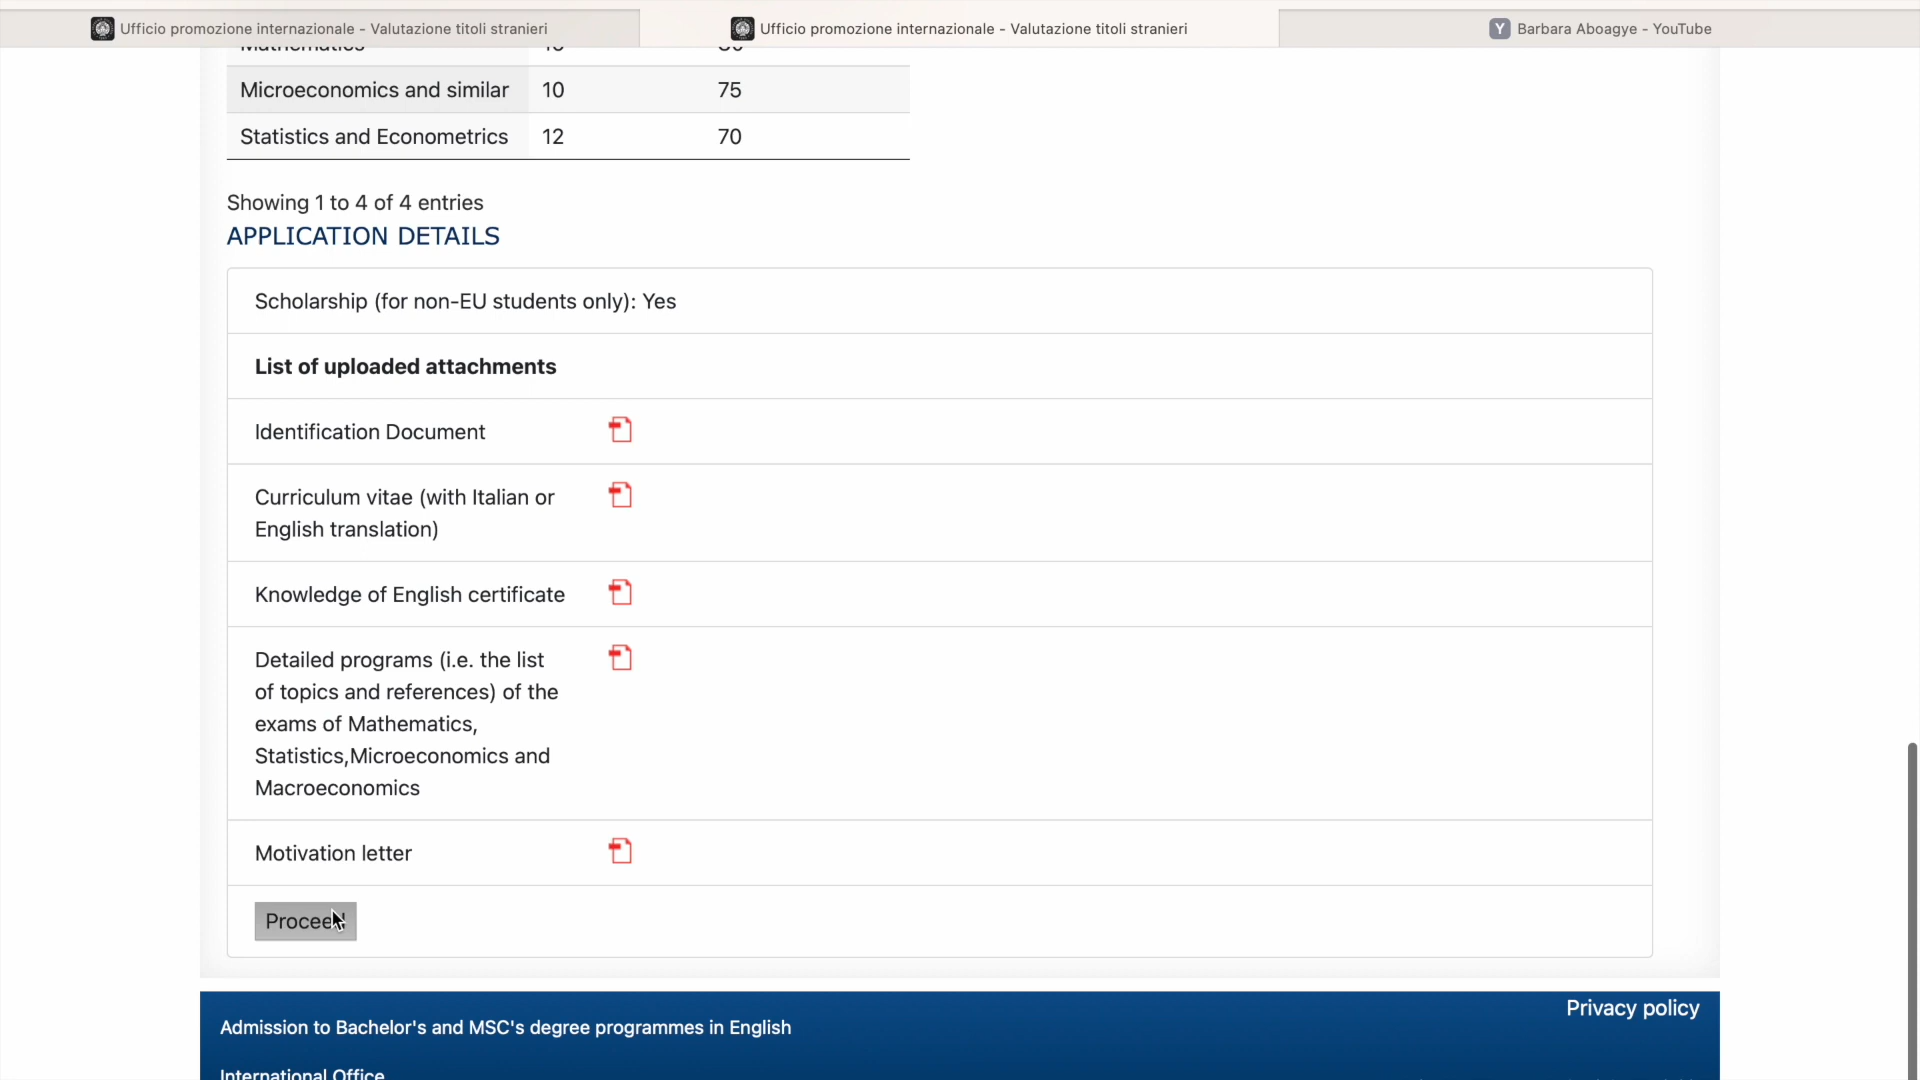 Ufficio promozione internazionale - Valutazione titoli stranieri
Ufficio promozione internazionale - Valutazione titoli stranieri
Y Barbara Aboagye - YouTube
Mathematics
Microeconomics and similar 10 75
Statistics and Econometrics 12 70
Showing 1 to 4 of 4 entries
APPLICATION DETAILS
Scholarship (for non-EU students only): Yes
List of uploaded attachments
Identification Document
Curriculum vitae (with Italian or
English translation)
Knowledge of English certificate
Detailed programs (i.e. the list
of topics and references) of the
exams of Mathematics,
Statistics,Microeconomics and
Macroeconomics
Motivation letter
Proceed
Privacy policy
Admission to Bachelor's and MSC's degree programmes in English
International Office